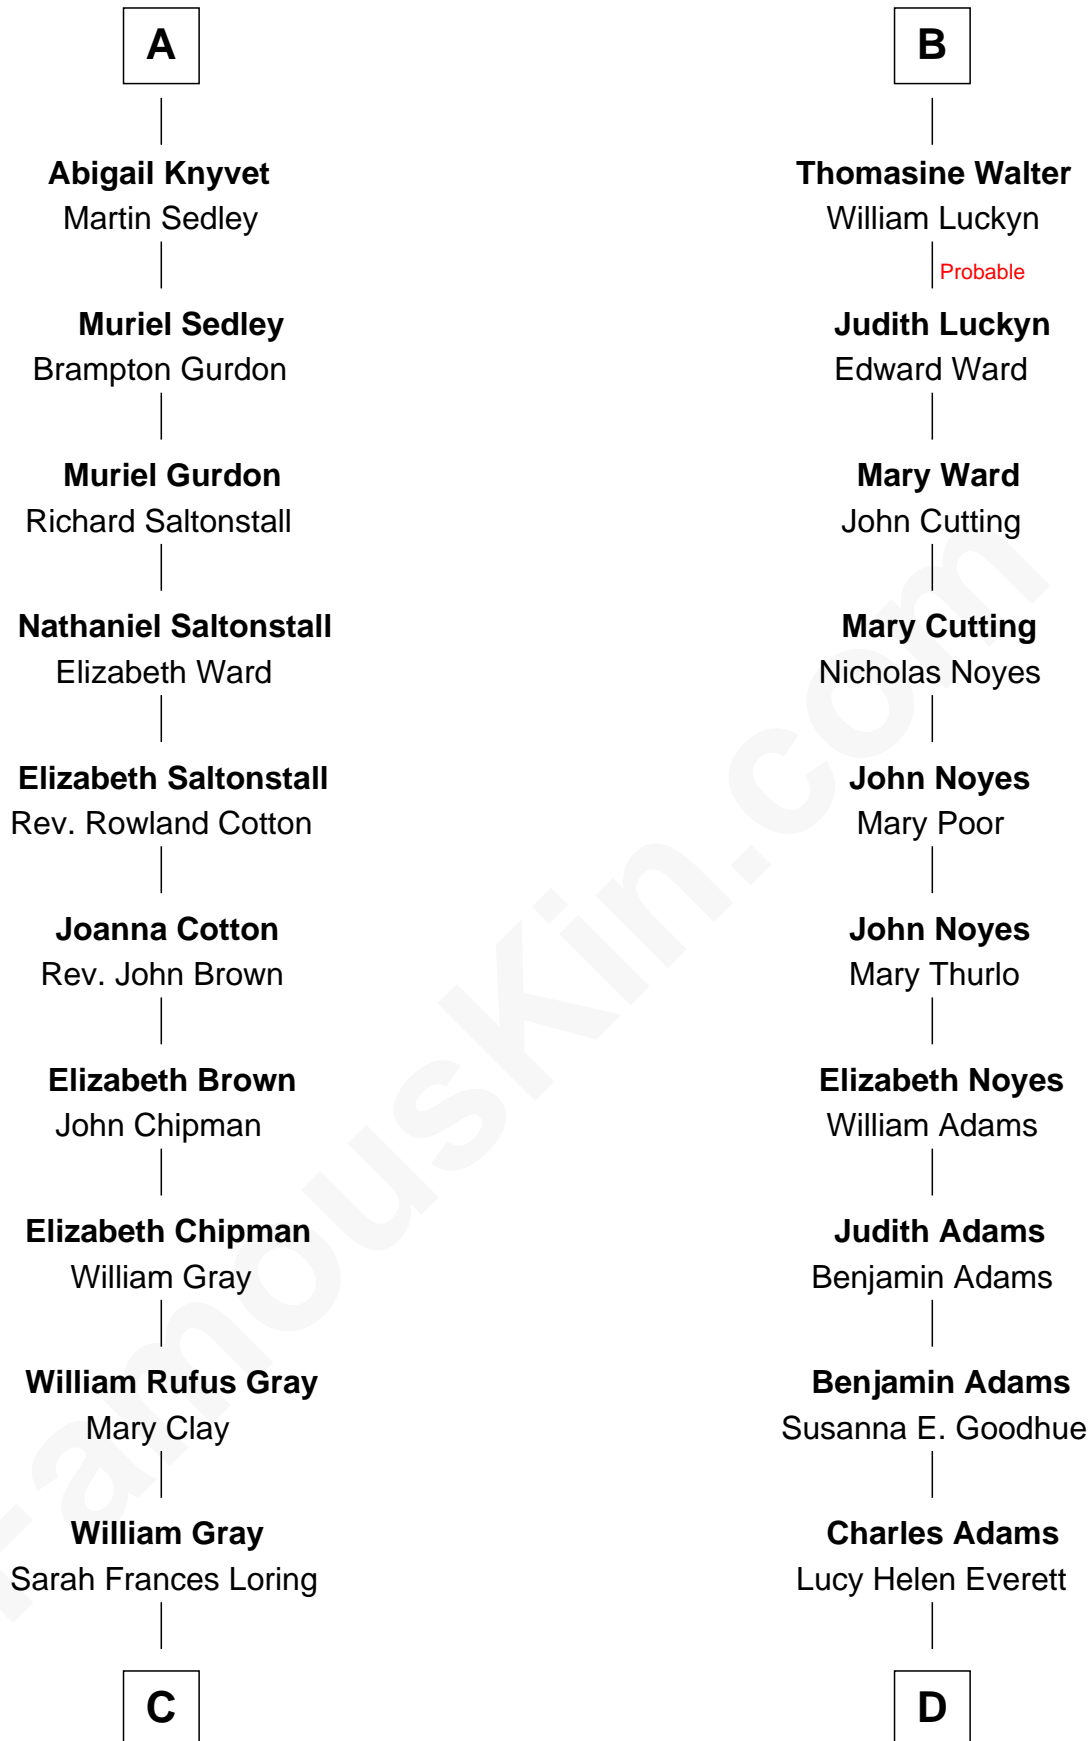 A
Abigail Knyvet
Martin Sedley
Muriel Sedley
Brampton Gurdon
Muriel Gurdon
Richard Saltonstall
Nathaniel Saltonstall
Elizabeth Ward
Elizabeth Saltonstall
Rev. Rowland Cotton
Joanna Cotton
Rev. John Brown
Elizabeth Brown
John Chipman
Elizabeth Chipman
William Gray
William Rufus Gray
Mary Clay
William Gray
Sarah Frances Loring
C
B
Thomasine Walter
William Luckyn
Probable
Judith Luckyn
Edward Ward
Mary Ward
John Cutting
Mary Cutting
Nicholas Noyes
John Noyes
Mary Poor
John Noyes
Mary Thurlo
Elizabeth Noyes
William Adams
Judith Adams
Benjamin Adams
Benjamin Adams
Susanna E. Goodhue
Charles Adams
Lucy Helen Everett
D
FamousKin.com